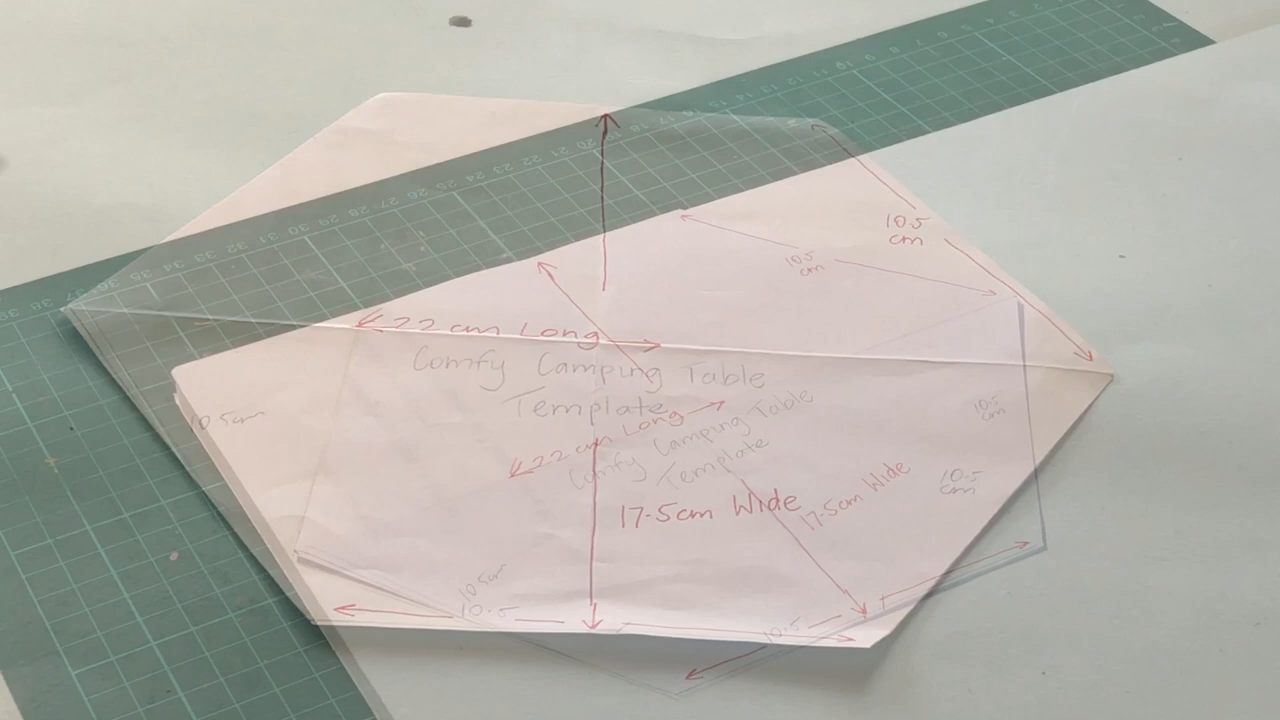 10.5
cm
10.5
cm
22 cm Long
Comfy Camping Table
Template
22 cm Long
Comfy Camping Table
Template
10.5cm
10.5
cm
10.5
cm
17.5cm Wide
17.5cm Wide
10.5cm
10.5
10.5